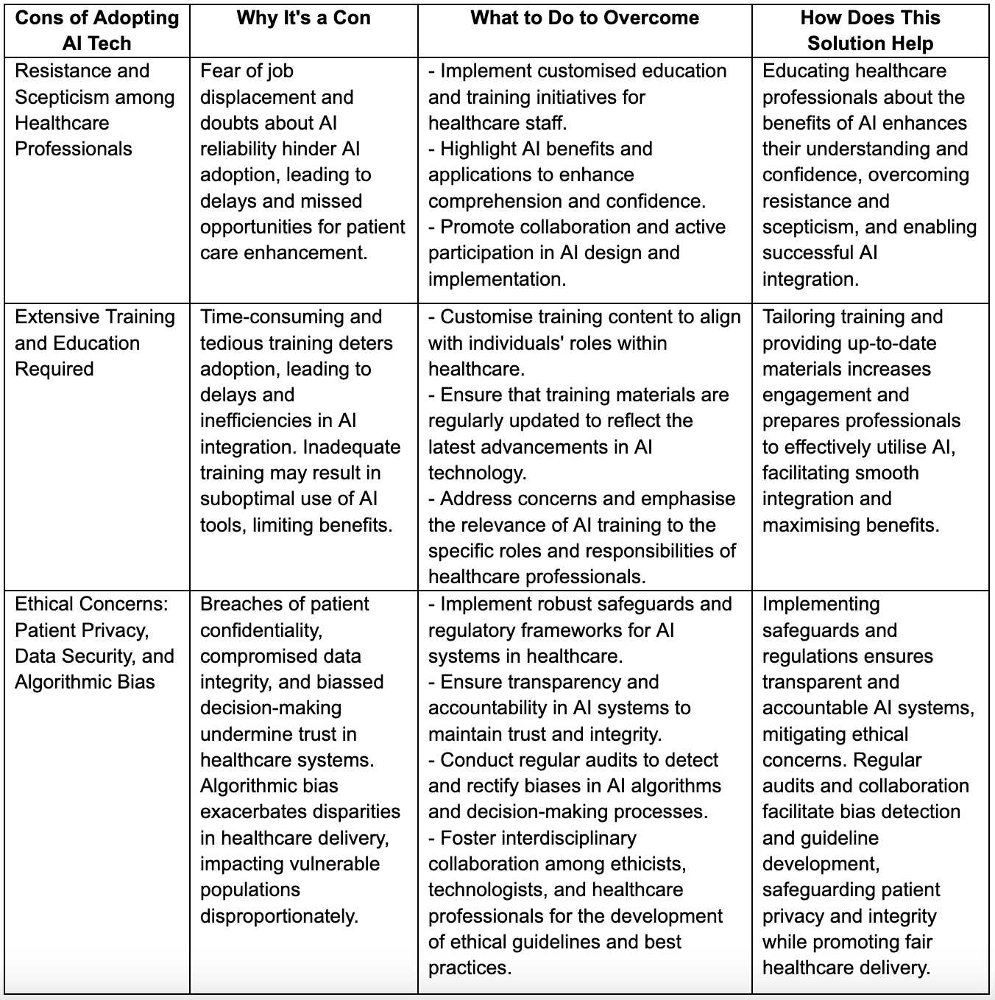 Cons of Adopting
AI Tech
Why It's a Con
What to Do to Overcome
How Does This
Solution Help
Resistance and
Scepticism among
Healthcare
Professionals
Fear of job
displacement and
doubts about AI
reliability hinder AI
adoption, leading to
delays and missed
opportunities for patient
care enhancement.
- Implement customised education
and training initiatives for
healthcare staff.
- Highlight AI benefits and
applications to enhance
comprehension and confidence.
- Promote collaboration and active
participation in AI design and
implementation.
Educating healthcare
professionals about the
benefits of AI enhances
their understanding and
confidence, overcoming
resistance and
scepticism, and enabling
successful AI
integration.
Extensive Training
and Education
Required
Time-consuming and
tedious training deters
adoption, leading to
delays and
inefficiencies in AI
integration. Inadequate
training may result in
suboptimal use of AI
tools, limiting benefits.
- Customise training content to align
with individuals' roles within
healthcare.
- Ensure that training materials are
regularly updated to reflect the
latest advancements in AI
technology.
- Address concerns and emphasise
the relevance of AI training to the
specific roles and responsibilities of
healthcare professionals.
Tailoring training and
providing up-to-date
materials increases
engagement and
prepares professionals
to effectively utilise AI,
facilitating smooth
integration and
maximising benefits.
Ethical Concerns:
Patient Privacy,
Data Security, and
Algorithmic Bias
Breaches of patient
confidentiality,
compromised data
integrity, and biassed
decision-making
undermine trust in
healthcare systems.
Algorithmic bias
exacerbates disparities
in healthcare delivery,
impacting vulnerable
populations
disproportionately.
- Implement robust safeguards and
regulatory frameworks for AI
systems in healthcare.
- Ensure transparency and
accountability in AI systems to
maintain trust and integrity.
- Conduct regular audits to detect
and rectify biases in AI algorithms
and decision-making processes.
- Foster interdisciplinary
collaboration among ethicists,
technologists, and healthcare
professionals for the development
of ethical guidelines and best
practices.
Implementing
safeguards and
regulations ensures
transparent and
accountable AI systems,
mitigating ethical
concerns. Regular
audits and collaboration
facilitate bias detection
and guideline
development,
safeguarding patient
privacy and integrity
while promoting fair
healthcare delivery.